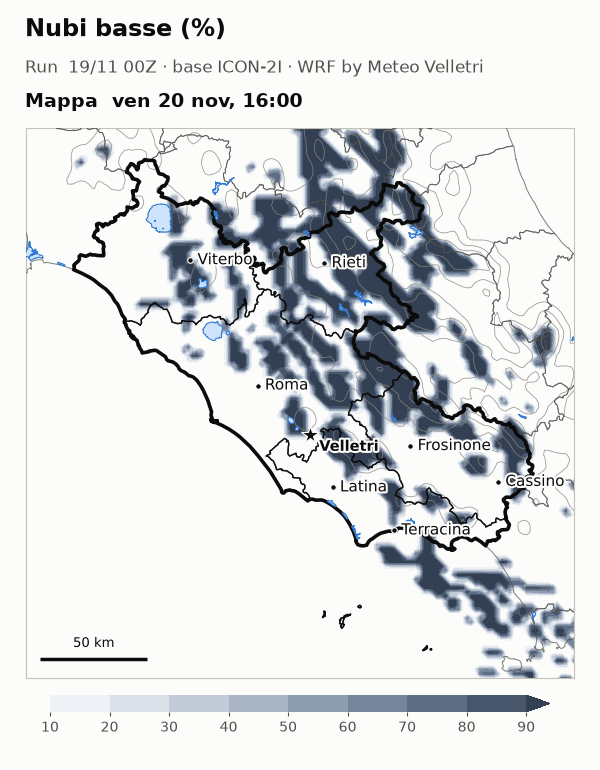 Nubi basse (%)
Run 19/11 00Z · base ICON-2I · WRF by Meteo Velletri
Mappa ven 20 nov, 16:00
Viterbo
Rieti
Roma
Velletri
Frosinone
Latina
Cassino
Terracina
50 km
10 20 30 40 50 60 70 80 90